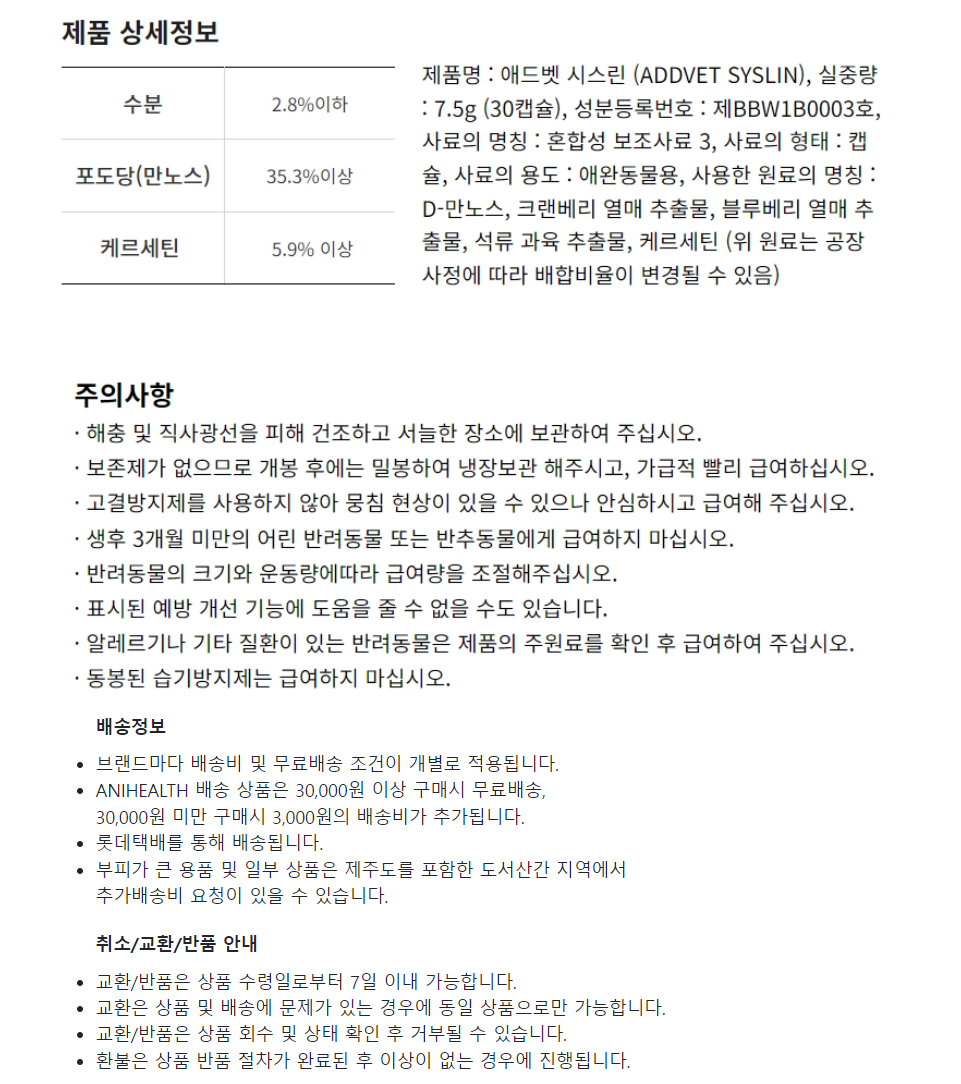 제품 상세정보
수분 2.8%이하
포도당(만노스) 35.3%이상
케르세틴 5.9% 이상
제품명 : 애드벳 시스린 (ADDVET SYSLIN), 실중량
: 7.5g (30캡슐), 성분등록번호 : 제BBW1B0003호,
사료의 명칭 : 혼합성 보조사료 3, 사료의 형태 : 캡
슐, 사료의 용도 : 애완동물용, 사용한 원료의 명칭 :
D-만노스, 크랜베리 열매 추출물, 블루베리 열매 추
출물, 석류 과육 추출물, 케르세틴 (위 원료는 공장
사정에 따라 배합비율이 변경될 수 있음)
주의사항
· 해충 및 직사광선을 피해 건조하고 서늘한 장소에 보관하여 주십시오.
· 보존제가 없으므로 개봉 후에는 밀봉하여 냉장보관 해주시고, 가급적 빨리 급여하십시오.
· 고결방지제를 사용하지 않아 뭉침 현상이 있을 수 있으나 안심하시고 급여해 주십시오.
· 생후 3개월 미만의 어린 반려동물 또는 반추동물에게 급여하지 마십시오.
· 반려동물의 크기와 운동량에따라 급여량을 조절해주십시오.
· 표시된 예방 개선 기능에 도움을 줄 수 없을 수도 있습니다.
· 알레르기나 기타 질환이 있는 반려동물은 제품의 주원료를 확인 후 급여하여 주십시오.
· 동봉된 습기방지제는 급여하지 마십시오.
배송정보
• 브랜드마다 배송비 및 무료배송 조건이 개별로 적용됩니다.
• ANIHEALTH 배송 상품은 30,000원 이상 구매시 무료배송,
30,000원 미만 구매시 3,000원의 배송비가 추가됩니다.
• 롯데택배를 통해 배송됩니다.
• 부피가 큰 용품 및 일부 상품은 제주도를 포함한 도서산간 지역에서
추가배송비 요청이 있을 수 있습니다.
취소/교환/반품 안내
• 교환/반품은 상품 수령일로부터 7일 이내 가능합니다.
• 교환은 상품 및 배송에 문제가 있는 경우에 동일 상품으로만 가능합니다.
• 교환/반품은 상품 회수 및 상태 확인 후 거부될 수 있습니다.
• 환불은 상품 반품 절차가 완료된 후 이상이 없는 경우에 진행됩니다.